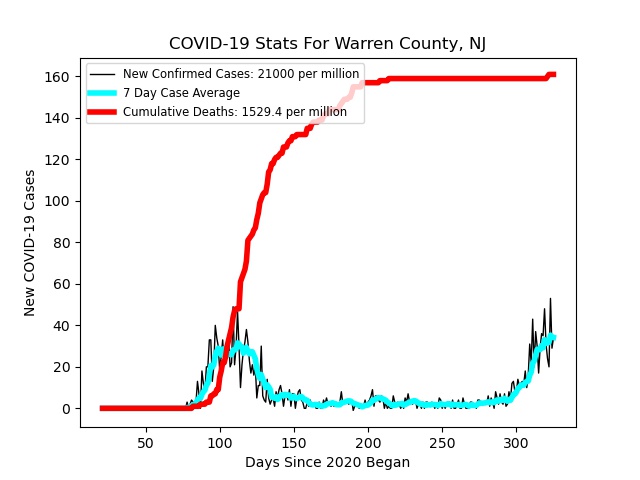 COVID-19 Stats For Warren County, NJ
New Confirmed Cases: 21000 per million
7 Day Case Average
Cumulative Deaths: 1529.4 per million
New COVID-19 Cases
160
140
120
100
80
60
40
20
0
50
100
150
200
250
300
Days Since 2020 Began